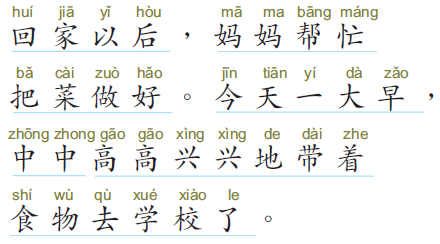 huí jiā yǐ hòu mā ma bāng máng
回家以后，妈妈帮忙
bǎ cài zuò hǎo jīn tiān yí dà zǎo
把菜做好。今天一大早，
zhōng zhong gāo gāo xìng xìng de dài zhe
中中高高兴兴地带着
shí wù qù xué xiào le
食物去学校了。